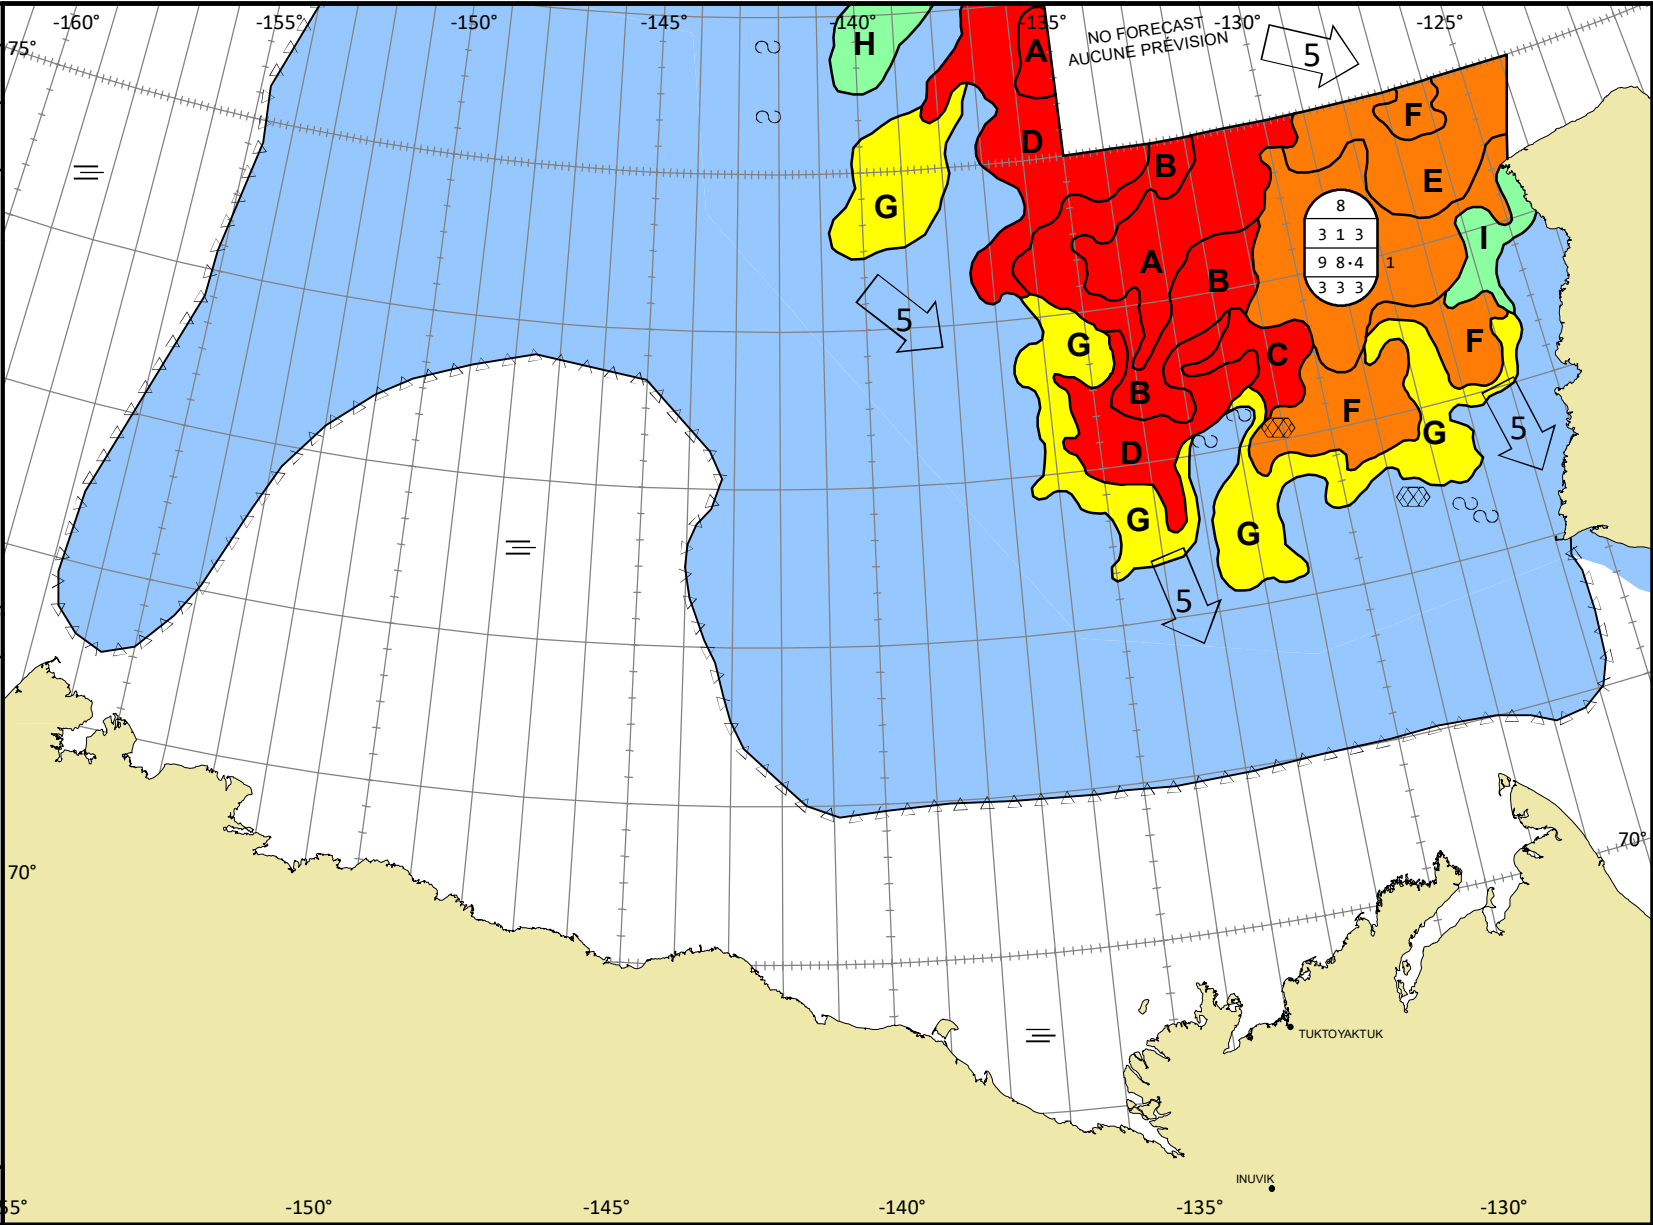 -160° -155° -150° -145° -140° -135° -130° -125°
75°
NO FORECAST
AUCUNE PRÉVISION
5
H
A
F
D
B
E
G
8
3 1 3
9 8·4 1
3 3 3
I
A
B
5
G
C
F
B
F
5
G
D
G
G
5
70°
70°
TUKTOYAKTUK
INUVIK
55° -150° -145° -140° -135° -130°